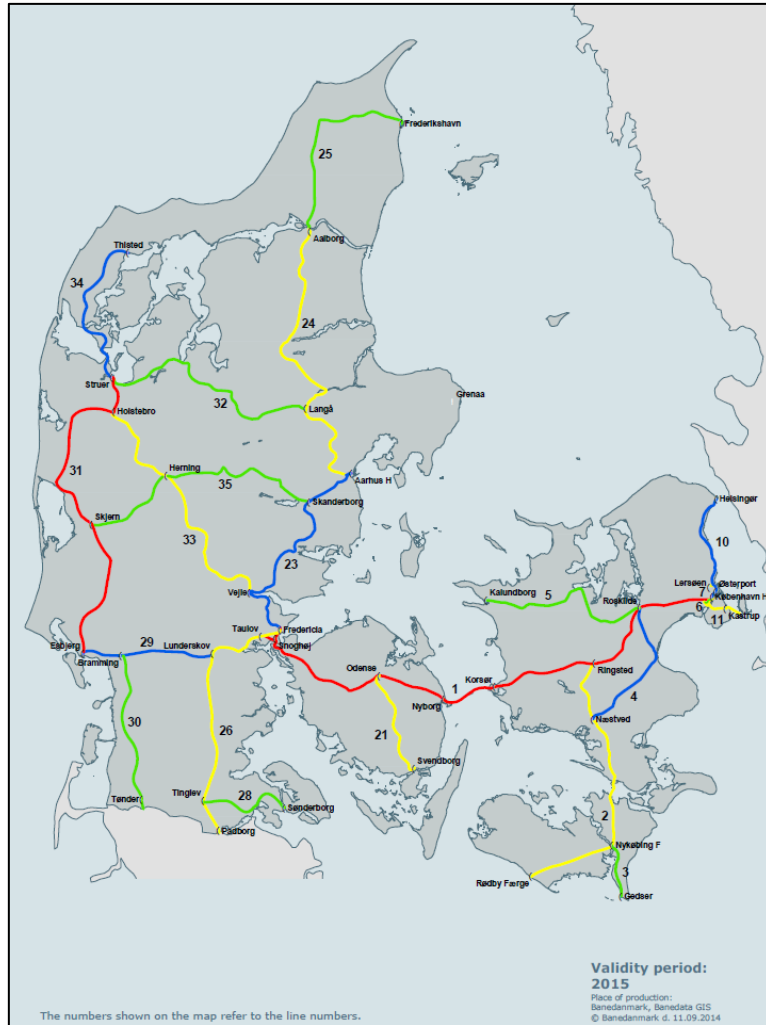 Frederikshavn
25
Aalborg
Thisted
34
24
Struer
32
Langå
Grenaa
Holstebro
31
Herning
35
Aarhus H
Skanderborg
Skjern
33
23
Helsingør
10
Vejle
Kalundborg
5
Lersøen
7
Østerport
Roskilde
København H
6
11
Kastrup
Taulov
Fredericia
Snoghøj
Esbjerg
29
Lunderskov
Bramming
Odense
Korsør
1
Ringsted
4
Nyborg
Næstved
30
26
21
Svendborg
Tinglev
28
Tønder
Sønderborg
Padborg
2
Nykøbing F
Rødby Færge
3
Gedser
Validity period:
2015
Place of production:
Banedanmark, Banedata GIS
© Banedanmark d. 11.09.2014
The numbers shown on the map refer to the line numbers.